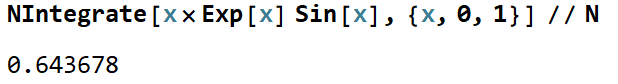 NIntegrate[x×Exp[x] Sin[x], {x, 0, 1}] // N
0.643678